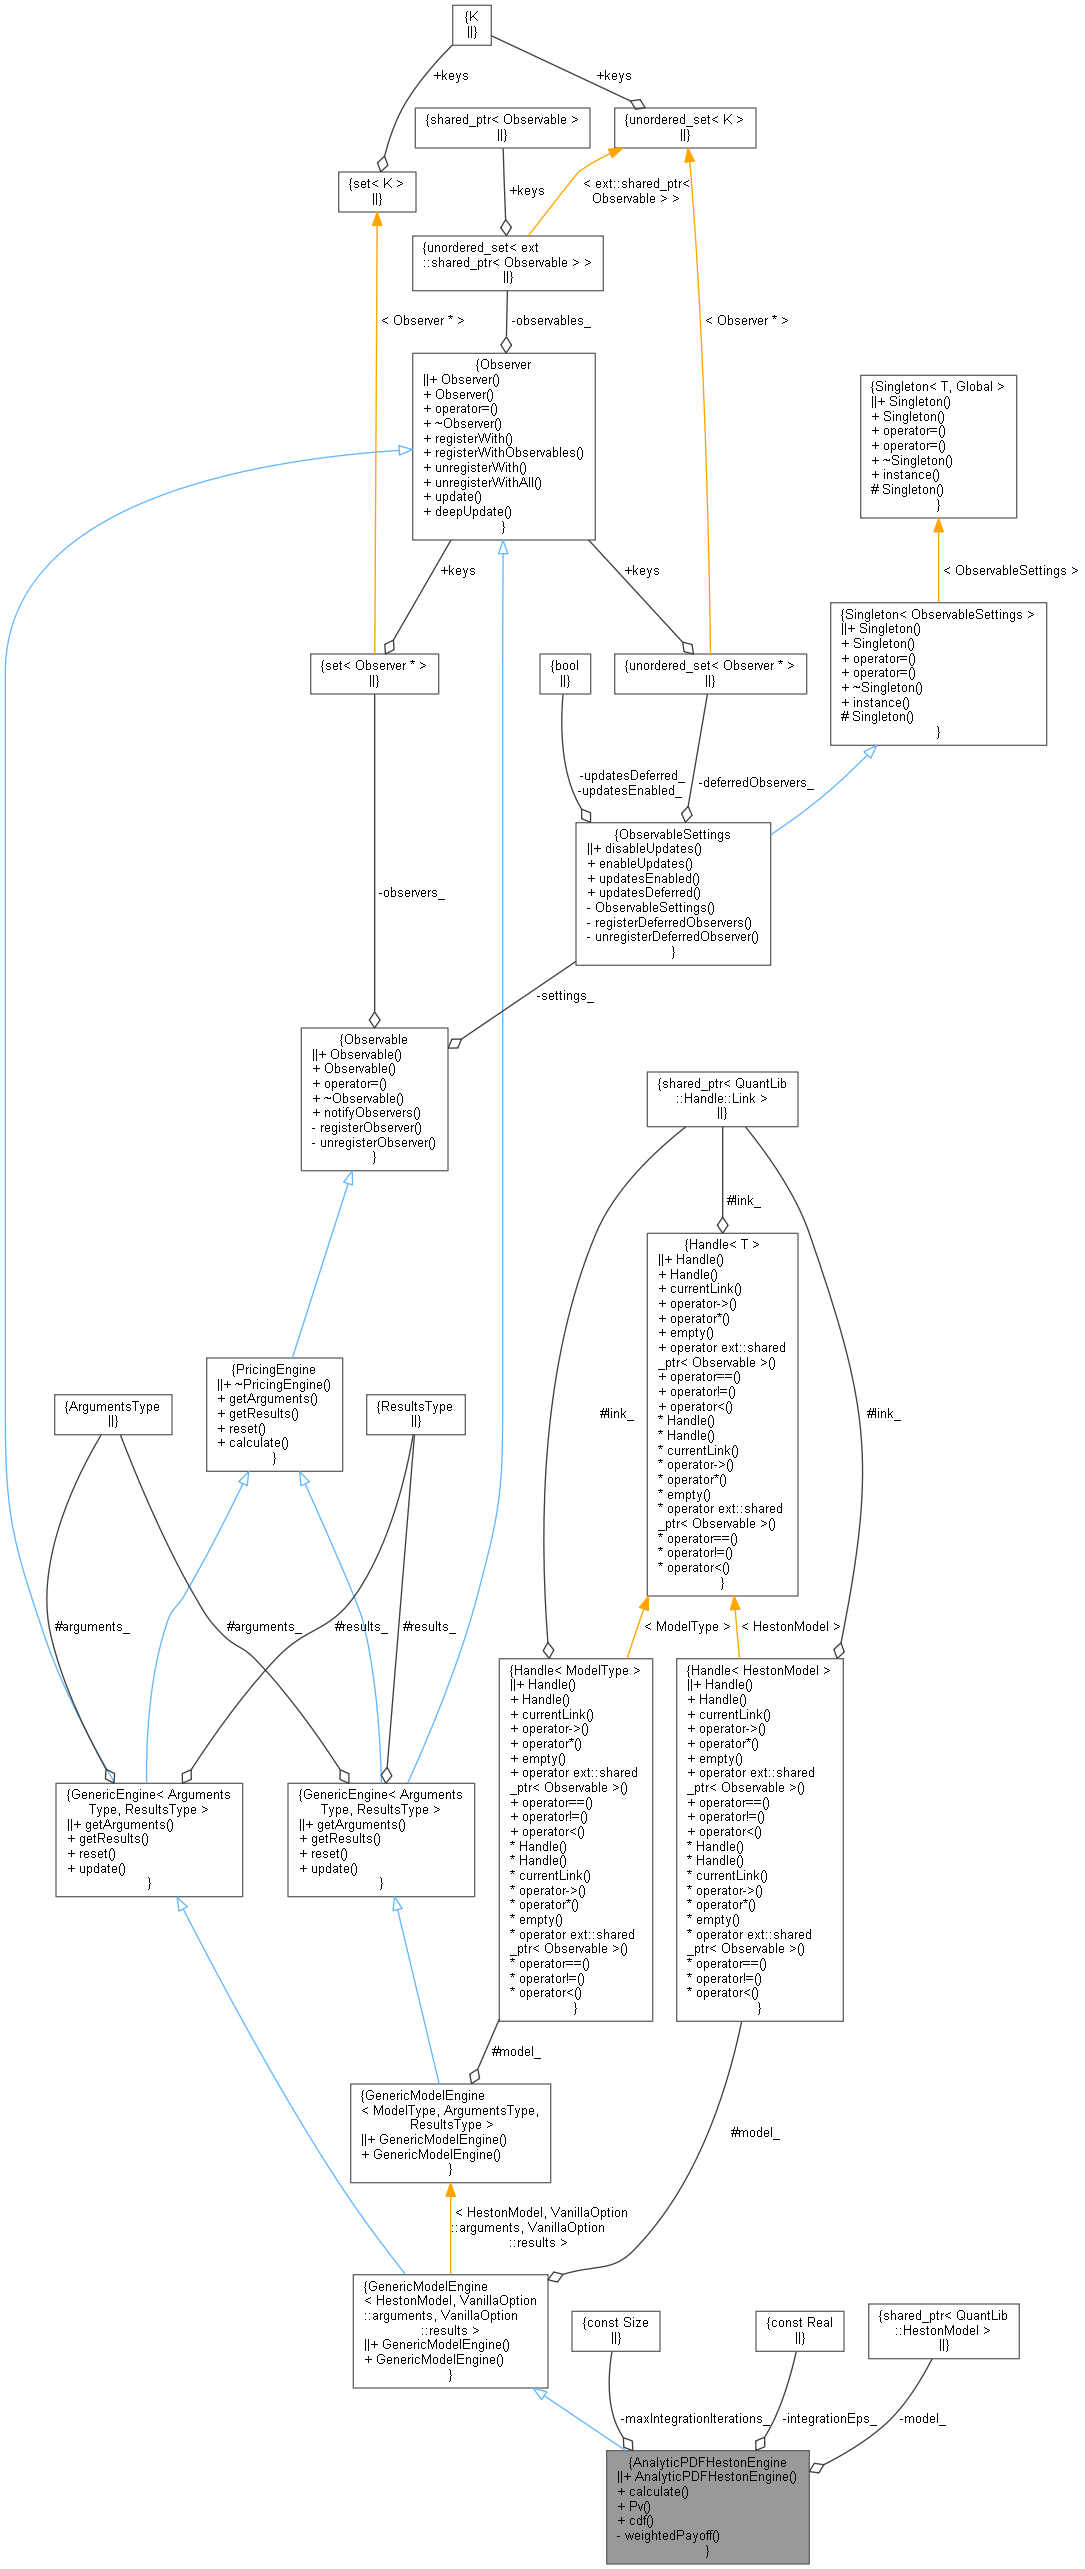 {K
||}
+keys
+keys
{shared_ptr< Observable >
||}
{unordered_set< K >
||}
{set< K >
||}
+keys
< ext::shared_ptr<
Observable > >
{unordered_set< ext
::shared_ptr< Observable > >
||}
< Observer * >
-observables_
< Observer * >
{Observer
||+ Observer()
+ Observer()
+ operator=()
+ ~Observer()
+ registerWith()
+ registerWithObservables()
+ unregisterWith()
+ unregisterWithAll()
+ update()
+ deepUpdate()
}
{Singleton< T, Global >
||+ Singleton()
+ Singleton()
+ operator=()
+ operator=()
+ ~Singleton()
+ instance()
# Singleton()
}
+keys
+keys
< ObservableSettings >
{Singleton< ObservableSettings >
||+ Singleton()
+ Singleton()
+ operator=()
+ operator=()
+ ~Singleton()
+ instance()
# Singleton()
}
{set< Observer * >
||}
{bool
||}
{unordered_set< Observer * >
||}
-updatesDeferred_
-updatesEnabled_
-deferredObservers_
{ObservableSettings
||+ disableUpdates()
+ enableUpdates()
+ updatesEnabled()
+ updatesDeferred()
- ObservableSettings()
- registerDeferredObservers()
- unregisterDeferredObserver()
}
-observers_
-settings_
{Observable
||+ Observable()
+ Observable()
+ operator=()
+ ~Observable()
+ notifyObservers()
- registerObserver()
- unregisterObserver()
}
{shared_ptr< QuantLib
::Handle::Link >
||}
#link_
{Handle< T >
||+ Handle()
+ Handle()
+ currentLink()
+ operator->()
+ operator*()
+ empty()
+ operator ext::shared
_ptr< Observable >()
+ operator==()
+ operator!=()
+ operator<()
* Handle()
* Handle()
* currentLink()
* operator->()
* operator*()
* empty()
* operator ext::shared
_ptr< Observable >()
* operator==()
* operator!=()
* operator<()
}
{PricingEngine
||+ ~PricingEngine()
+ getArguments()
+ getResults()
+ reset()
+ calculate()
}
{ArgumentsType
||}
{ResultsType
||}
#link_
#link_
#arguments_
#arguments_
#results_
#results_
< ModelType >
< HestonModel >
{Handle< ModelType >
||+ Handle()
+ Handle()
+ currentLink()
+ operator->()
+ operator*()
+ empty()
+ operator ext::shared
_ptr< Observable >()
+ operator==()
+ operator!=()
+ operator<()
* Handle()
* Handle()
* currentLink()
* operator->()
* operator*()
* empty()
* operator ext::shared
_ptr< Observable >()
* operator==()
* operator!=()
* operator<()
}
{Handle< HestonModel >
||+ Handle()
+ Handle()
+ currentLink()
+ operator->()
+ operator*()
+ empty()
+ operator ext::shared
_ptr< Observable >()
+ operator==()
+ operator!=()
+ operator<()
* Handle()
* Handle()
* currentLink()
* operator->()
* operator*()
* empty()
* operator ext::shared
_ptr< Observable >()
* operator==()
* operator!=()
* operator<()
}
{GenericEngine< Arguments
Type, ResultsType >
||+ getArguments()
+ getResults()
+ reset()
+ update()
}
{GenericEngine< Arguments
Type, ResultsType >
||+ getArguments()
+ getResults()
+ reset()
+ update()
}
#model_
{GenericModelEngine
< ModelType, ArgumentsType,
ResultsType >
||+ GenericModelEngine()
+ GenericModelEngine()
}
#model_
< HestonModel, VanillaOption
::arguments, VanillaOption
::results >
{GenericModelEngine
< HestonModel, VanillaOption
::arguments, VanillaOption
::results >
||+ GenericModelEngine()
+ GenericModelEngine()
}
{const Size
||}
{const Real
||}
{shared_ptr< QuantLib
::HestonModel >
||}
-maxIntegrationIterations_
-integrationEps_
-model_
{AnalyticPDFHestonEngine
||+ AnalyticPDFHestonEngine()
+ calculate()
+ Pv()
+ cdf()
- weightedPayoff()
}